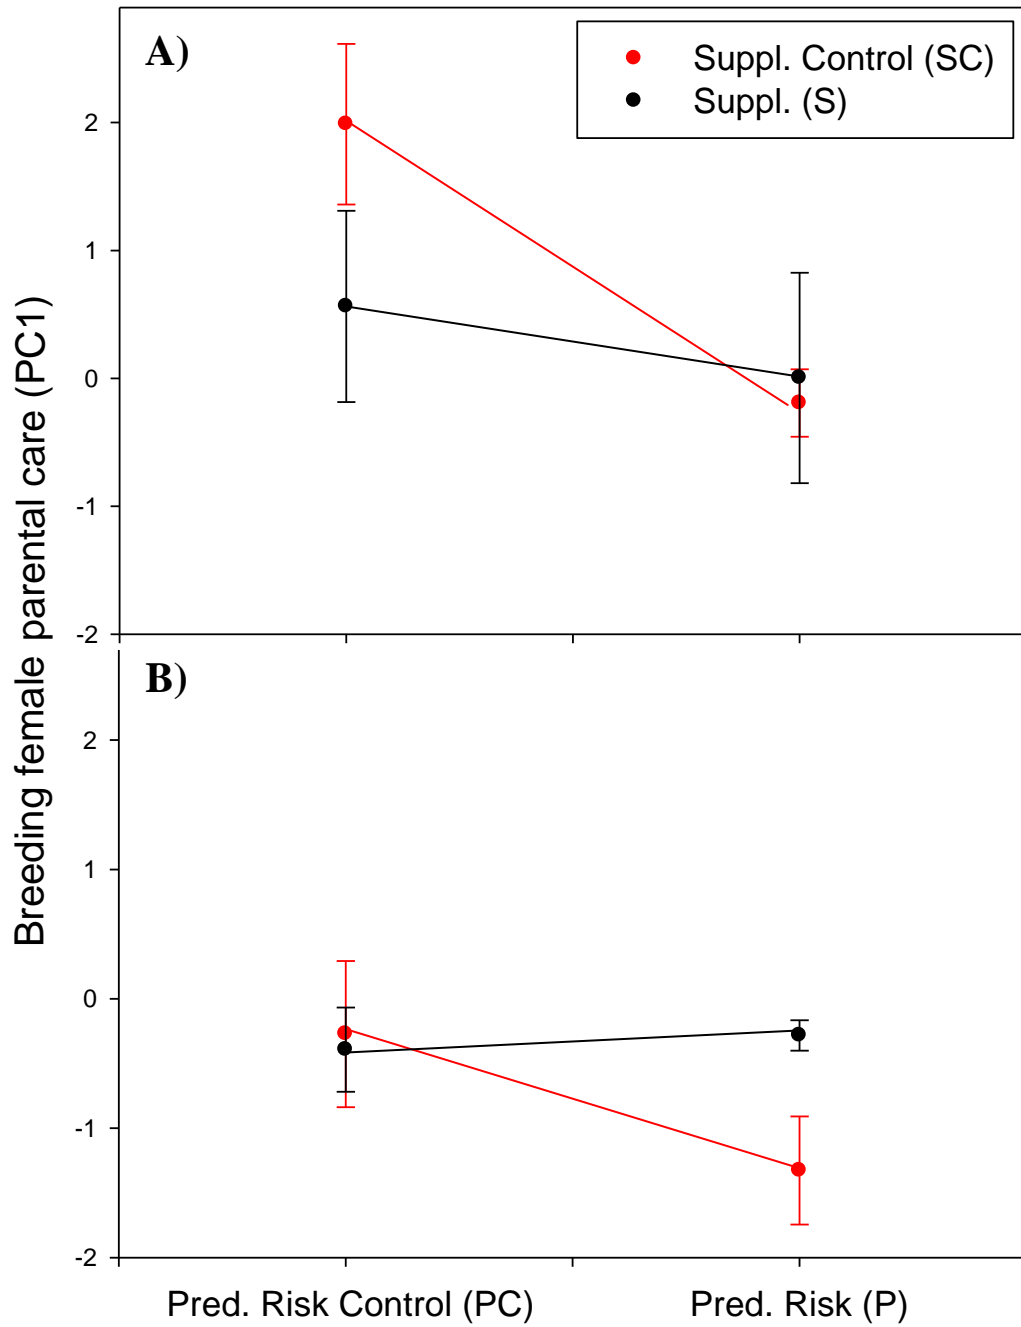 A)
Suppl. Control (SC)
Suppl. (S)
2
1
0
-1
-2
Breeding female parental care (PC1)
B)
2
1
0
-1
-2
Pred. Risk Control (PC)
Pred. Risk (P)